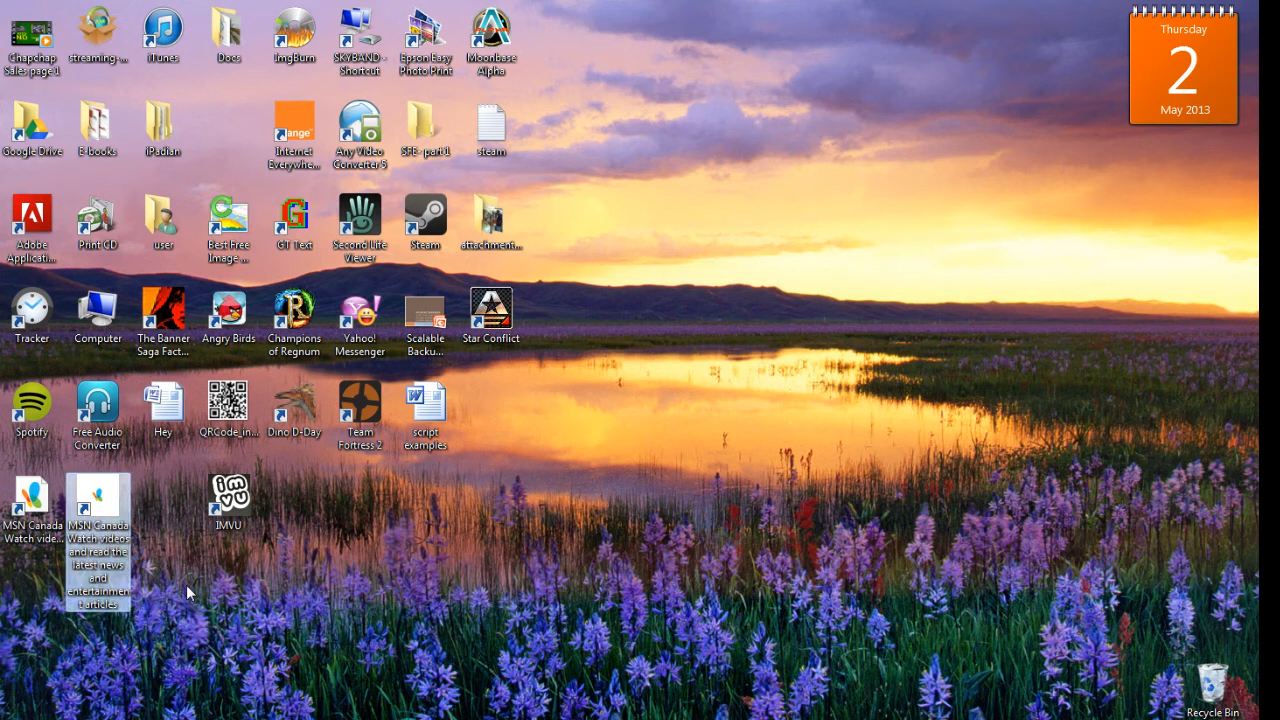 Chapchap
Sales page1
streaming-...
iTunes
Docs
ImgBurn
SKYBAND -
Shortcut
Epson Easy
Photo Print
Moonbase
Alpha
Thursday
2
May 2013
Google Drive
E-books
iPadian
ange™
Internet
Everywhe...
Any Video
Converter 5
SFE- part 1
steam
Adobe
Applicati...
Print CD
user
Best Free
Image ...
GT Text
Second Life
Viewer
Steam
attachment...
Tracker
Computer
The Banner
Saga Fact...
Angry Birds
Champions
of Regnum
Yahoo!
Messenger
Scalable
Backu...
Star Conflict
Spotify
Free Audio
Converter
Hey
QRCode_in...
Dino D-Day
Team
Fortress 2
script
examples
MSN Canada
Watch vide...
MSN Canada
Watch videos
and read the
latest news
and
entertainmen
t articles
imvu
IMVU
Recycle Bin